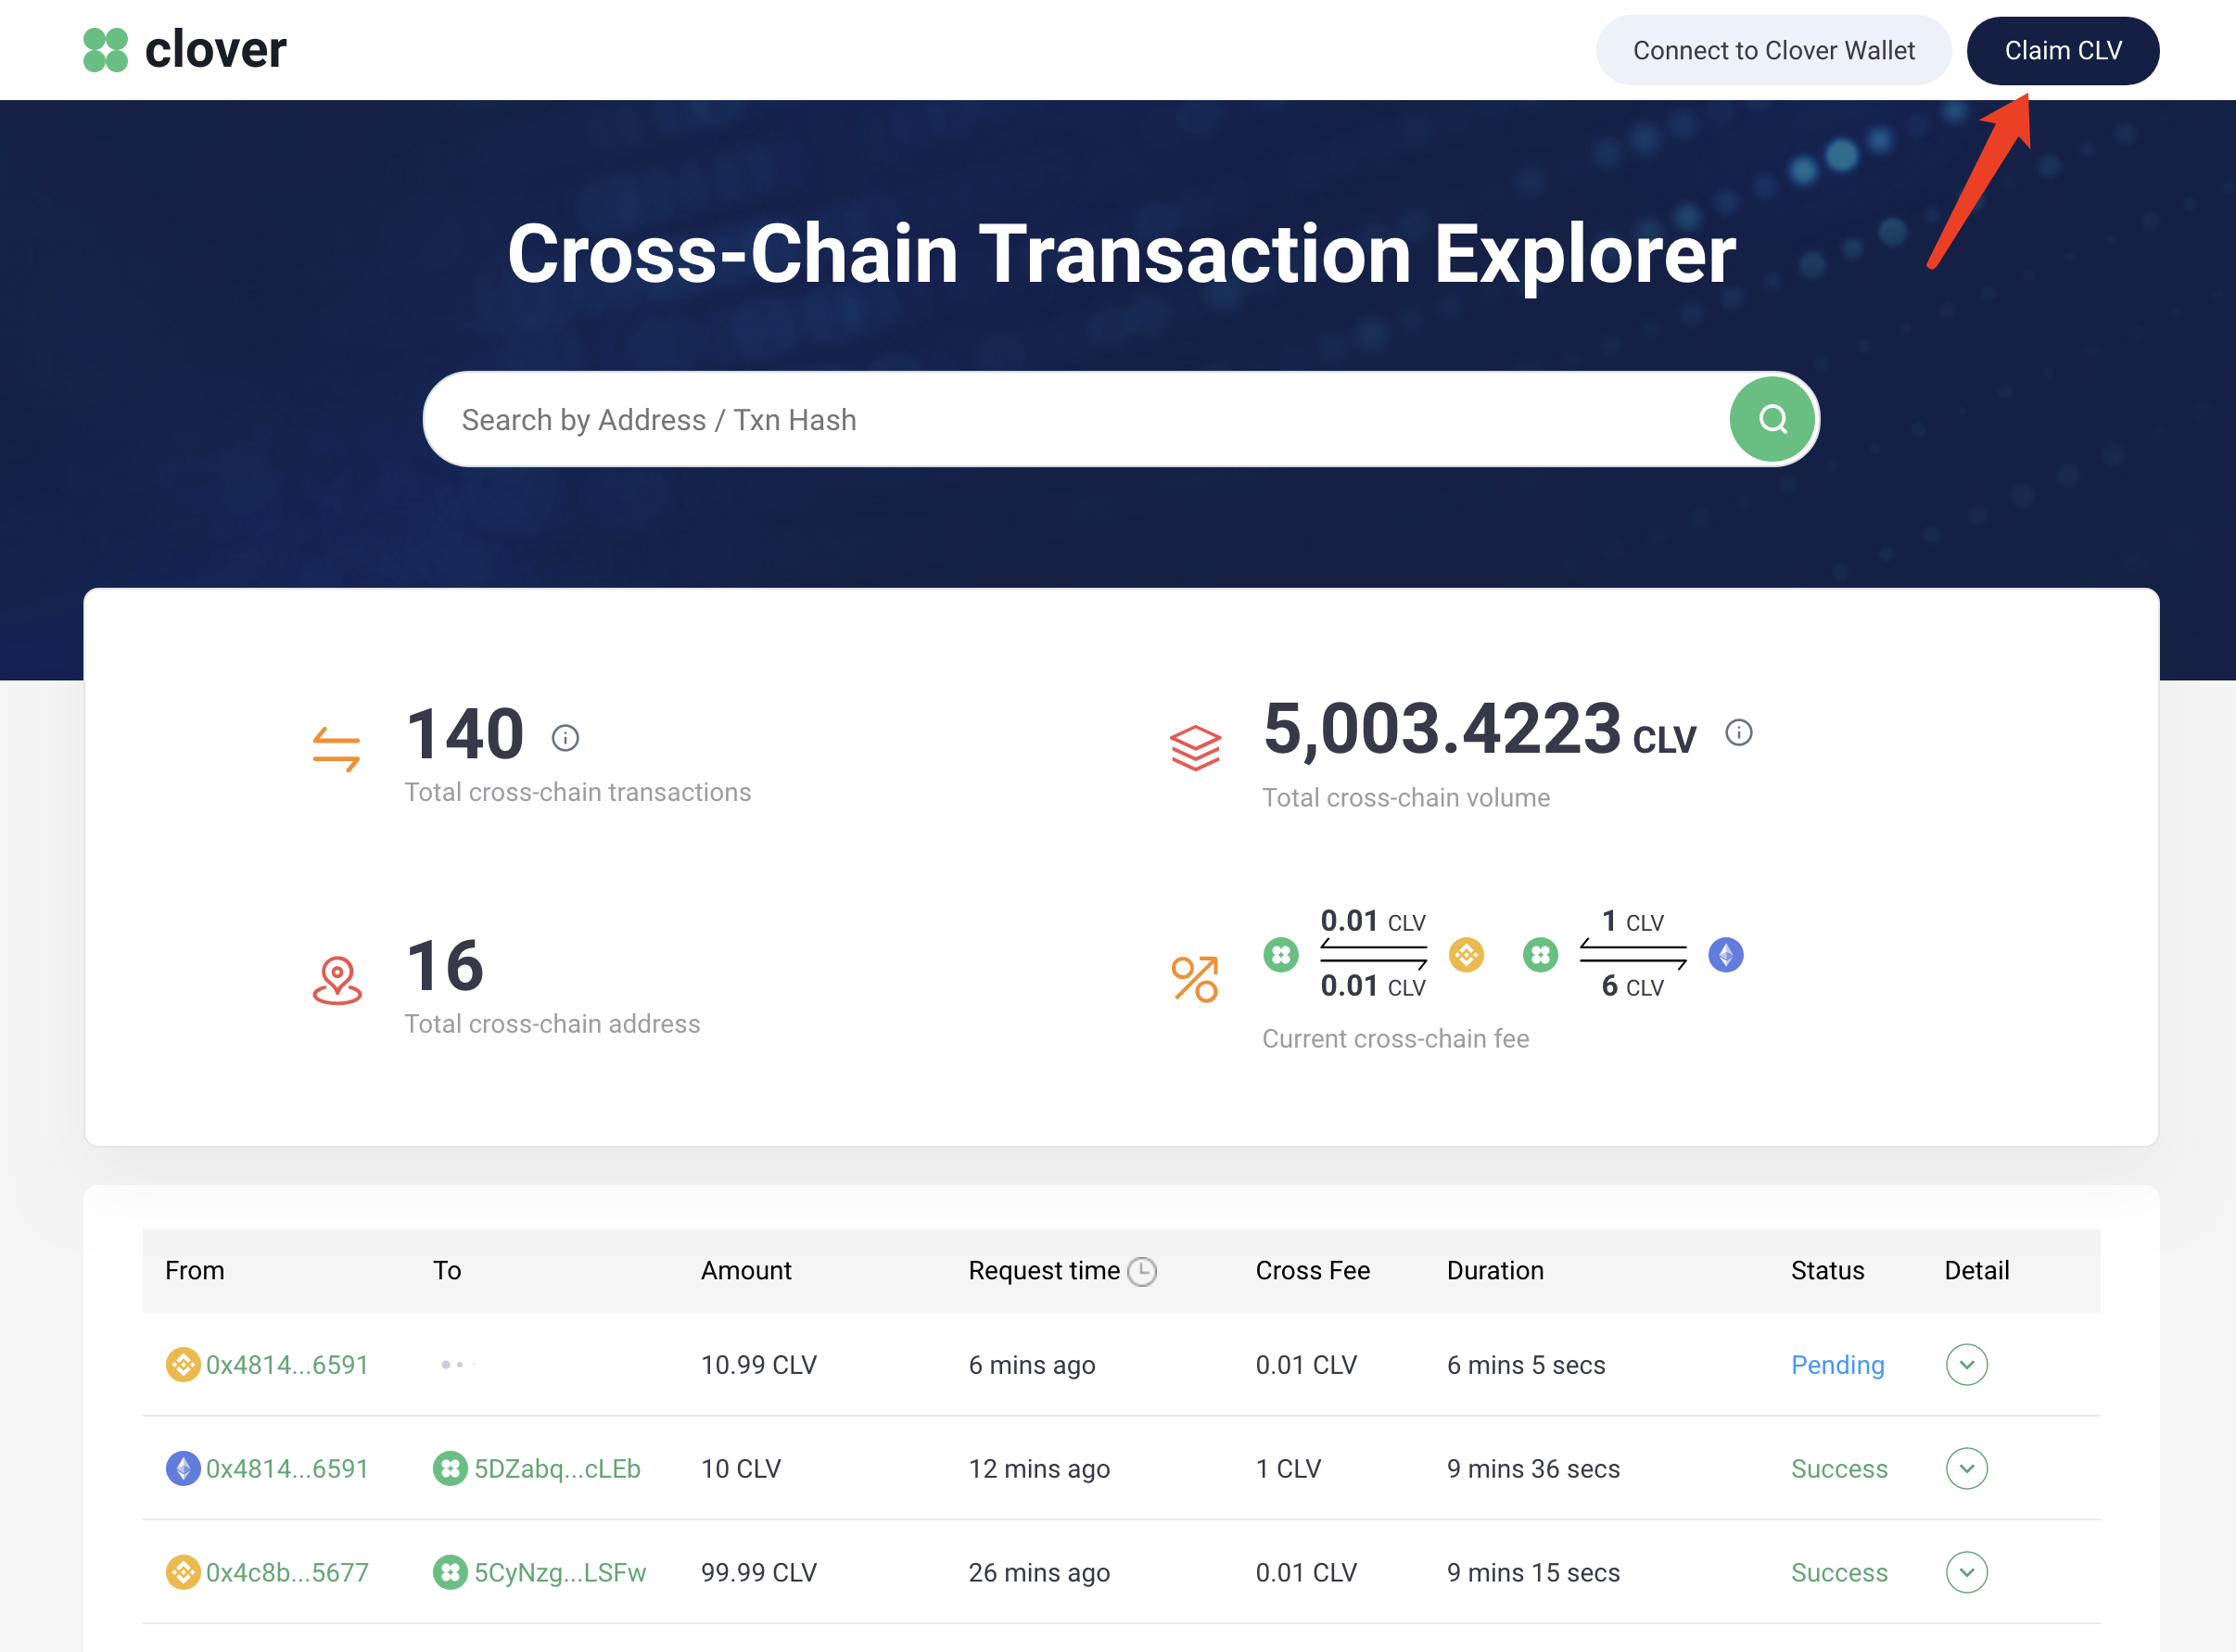 clover
Connect to Clover Wallet
Claim CLV
Cross-Chain Transaction Explorer
Search by Address / Txn Hash
140
Total cross-chain transactions
5,003.4223 CLV
Total cross-chain volume
16
Total cross-chain address
0.01 CLV
0.01 CLV
1 CLV
6 CLV
Current cross-chain fee
From To Amount Request time Cross Fee Duration Status Detail
0x4814...6591 10.99 CLV 6 mins ago 0.01 CLV 6 mins 5 secs Pending
0x4814...6591 5DZabq...cLEb 10 CLV 12 mins ago 1 CLV 9 mins 36 secs Success
0x4c8b...5677 5CyNzg...LSFw 99.99 CLV 26 mins ago 0.01 CLV 9 mins 15 secs Success